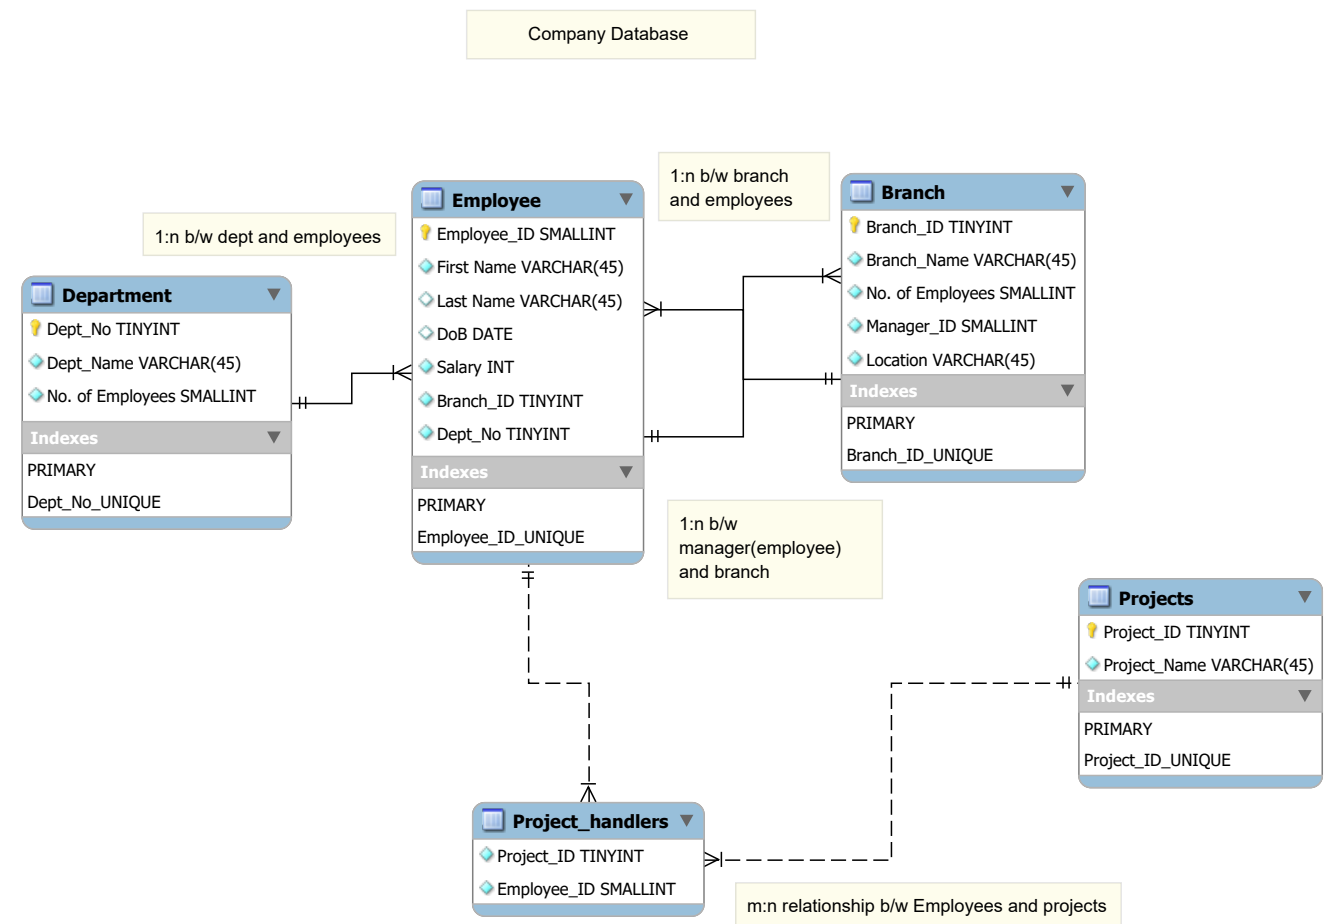 Company Database
1:n b/w dept and employees
1:n b/w branch
and employees
Department
Dept_No TINYINT
Dept_Name VARCHAR(45)
No. of Employees SMALLINT
Indexes
PRIMARY
Dept_No_UNIQUE
Employee
Employee_ID SMALLINT
First Name VARCHAR(45)
Last Name VARCHAR(45)
DoB DATE
Salary INT
Branch_ID TINYINT
Dept_No TINYINT
Indexes
PRIMARY
Employee_ID_UNIQUE
Branch
Branch_ID TINYINT
Branch_Name VARCHAR(45)
No. of Employees SMALLINT
Manager_ID SMALLINT
Location VARCHAR(45)
Indexes
PRIMARY
Branch_ID_UNIQUE
1:n b/w
manager(employee)
and branch
Projects
Project_ID TINYINT
Project_Name VARCHAR(45)
Indexes
PRIMARY
Project_ID_UNIQUE
Project_handlers
Project_ID TINYINT
Employee_ID SMALLINT
m:n relationship b/w Employees and projects